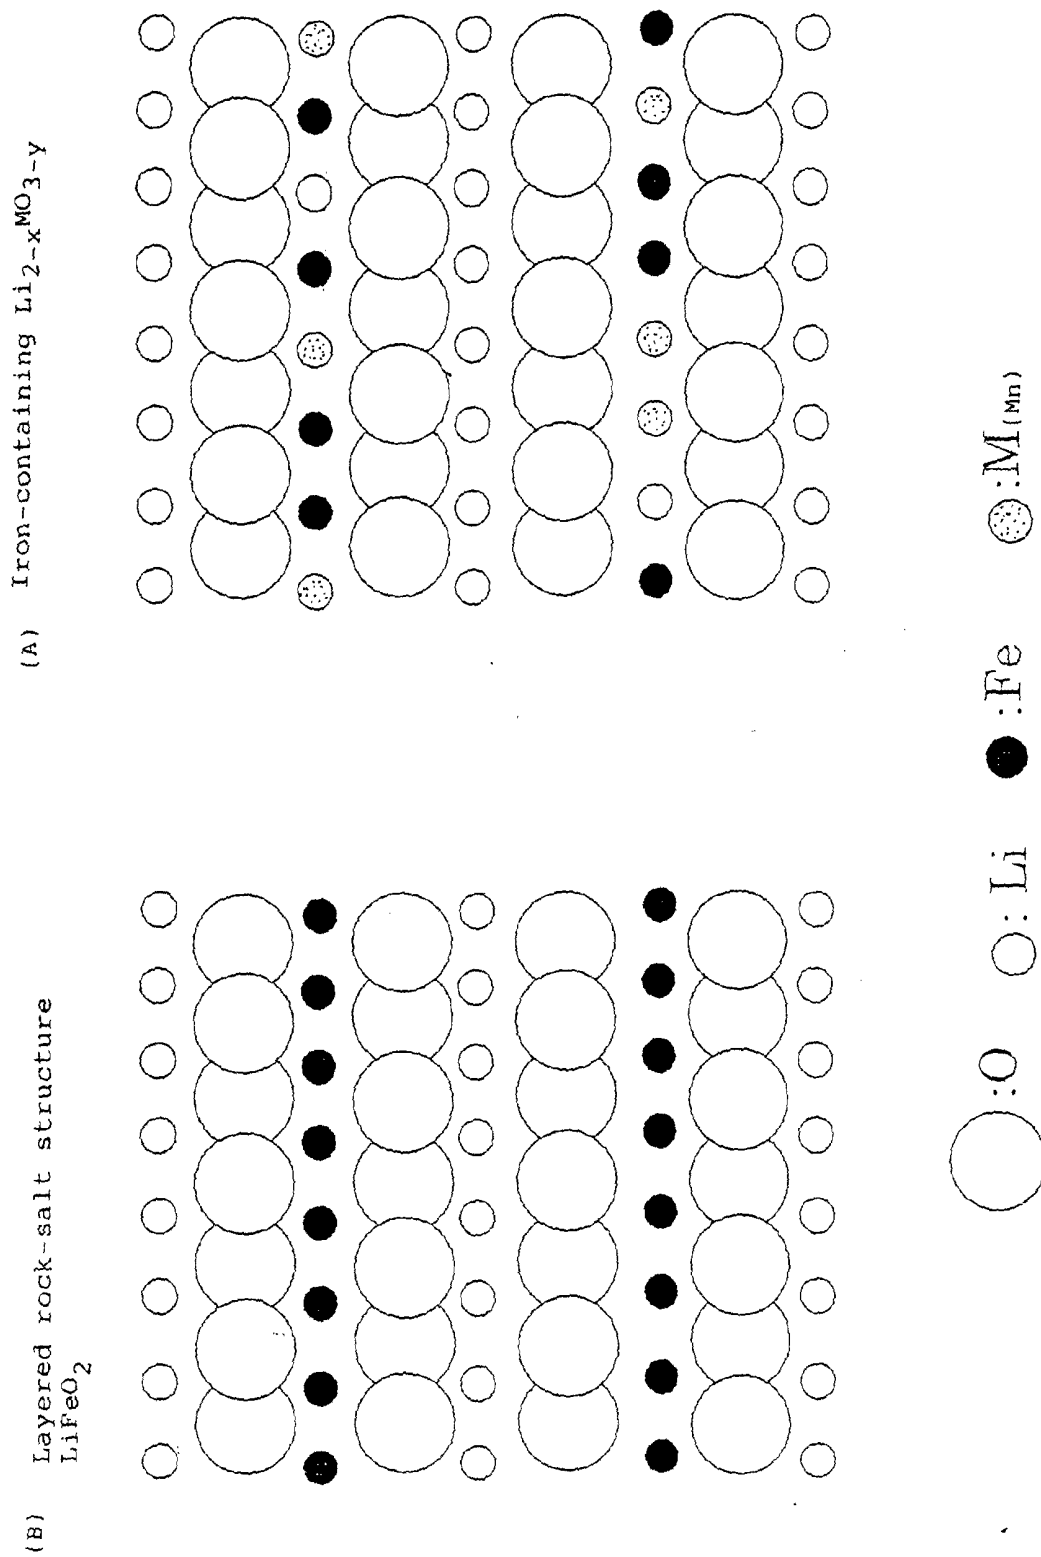 (A) Iron-containing Li2-xMO3-y
(B) Layered rock-salt structure
LiFeO2
:O :Li :Fe :M(Mn)